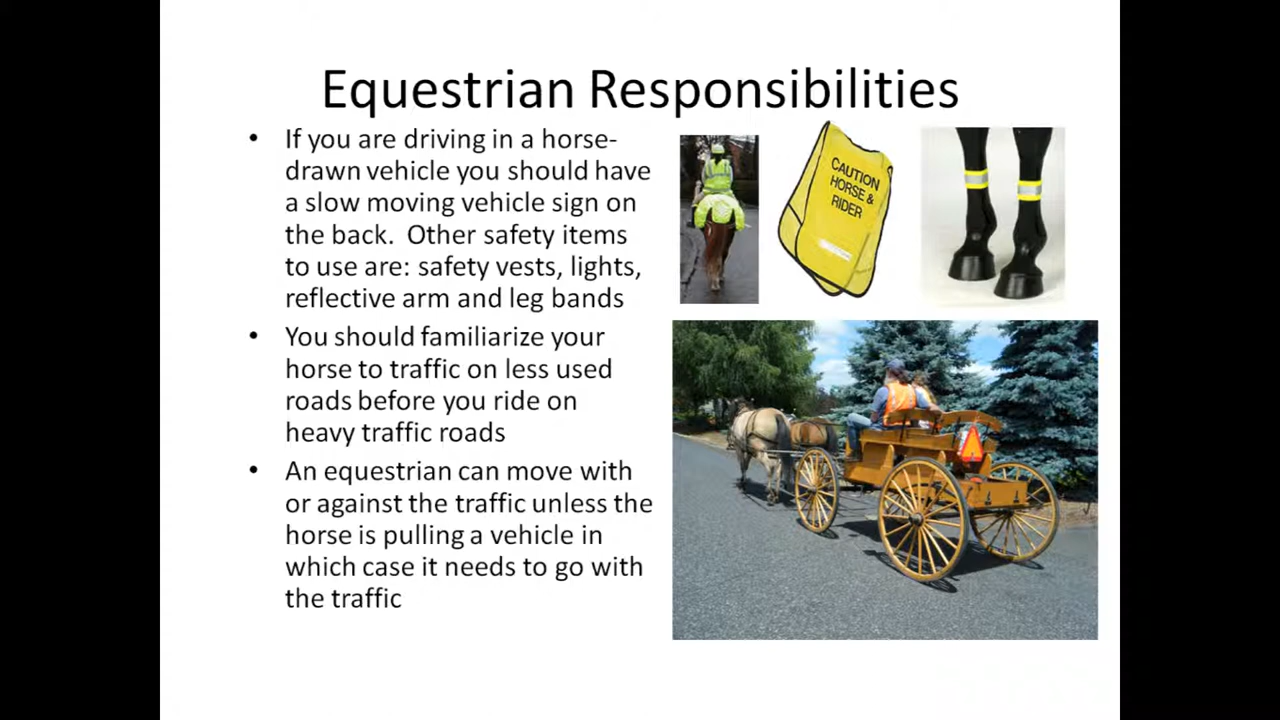 Equestrian Responsibilities
• If you are driving in a horse-
drawn vehicle you should have
a slow moving vehicle sign on
the back.  Other safety items
to use are: safety vests, lights,
reflective arm and leg bands
• You should familiarize your
horse to traffic on less used
roads before you ride on
heavy traffic roads
• An equestrian can move with
or against the traffic unless the
horse is pulling a vehicle in
which case it needs to go with
the traffic
CAUTION
HORSE &
RIDER